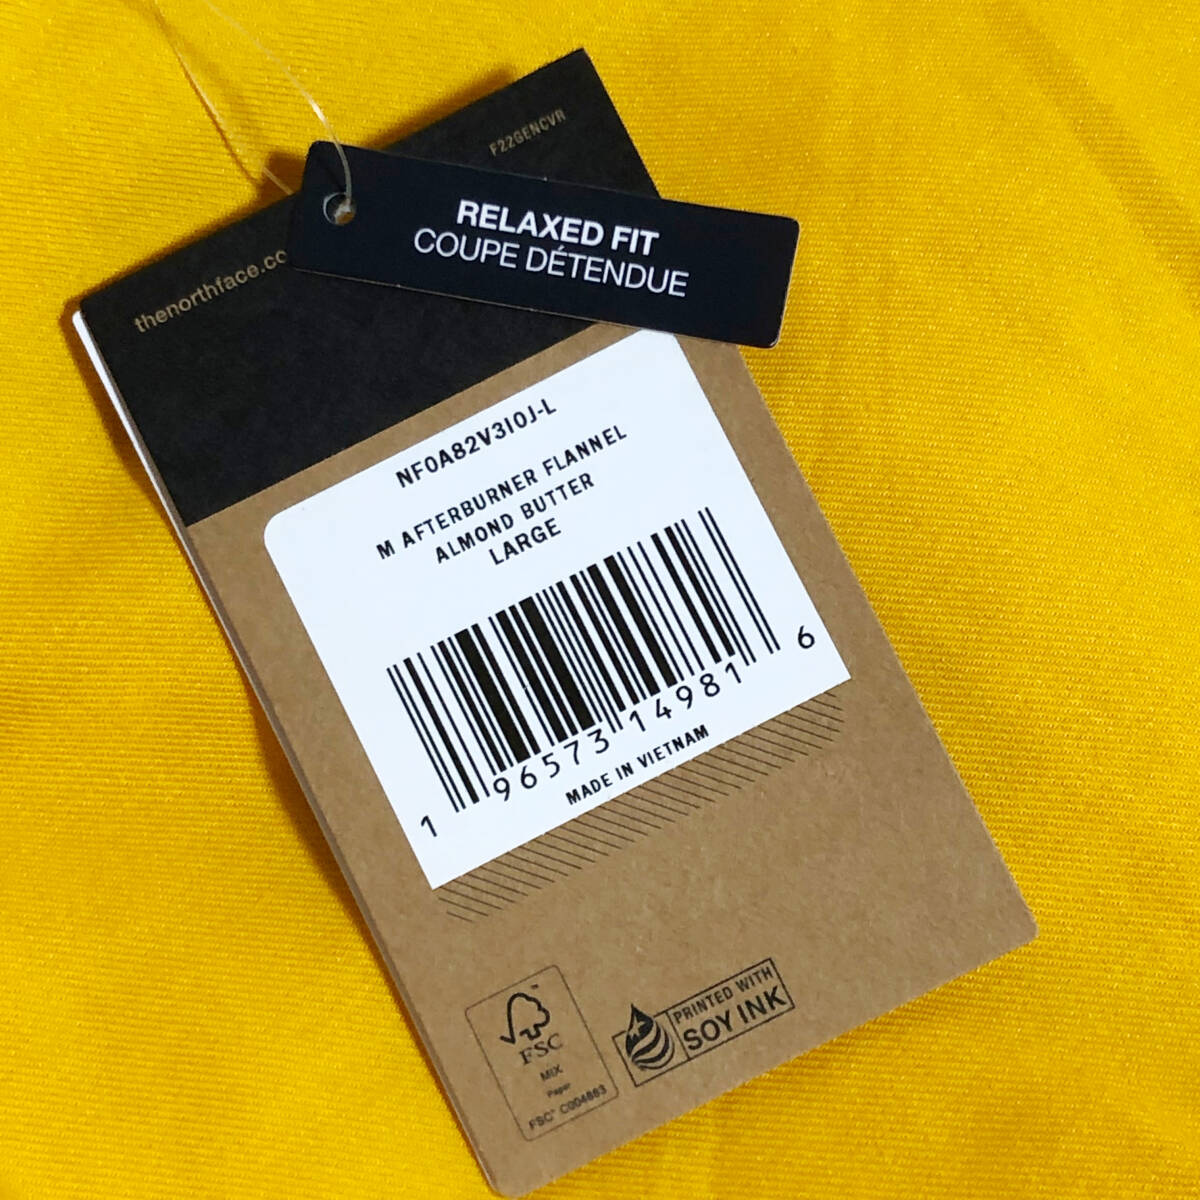 F22GENCVR
thenorthface.co
RELAXED FIT
COUPE DÉTENDUE
NF0A82V3I0J-L
M AFTERBURNER FLANNEL
ALMOND BUTTER
LARGE
1 96573 14981 6
MADE IN VIETNAM
FSC
MIX
Paper
FSC® C004663
PRINTED WITH
SOY INK